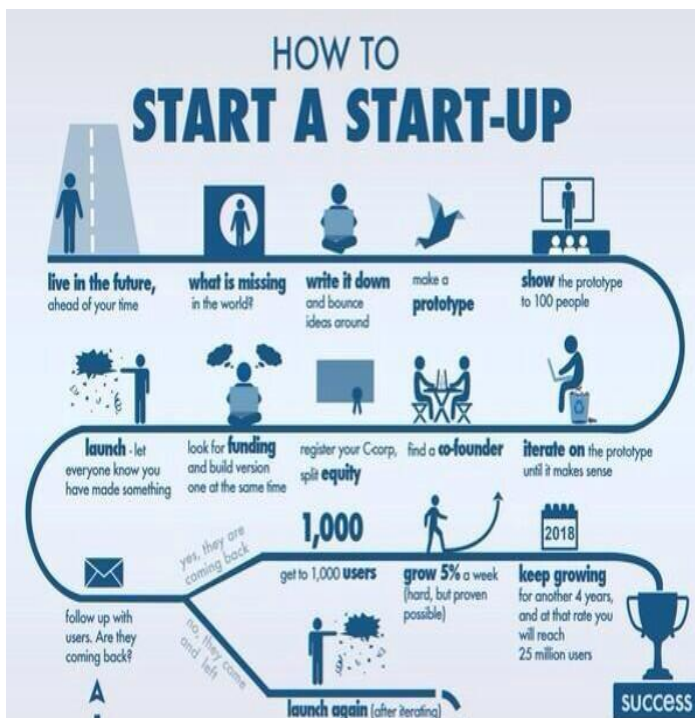 HOW TO
START A START-UP
live in the future,
ahead of your time
what is missing
in the world?
write it down
and bounce
ideas around
make a
prototype
show the prototype
to 100 people
iterate on the prototype
until it makes sense
find a co-founder
register your C-corp,
split equity
look for funding
and build version
one at the same time
launch - let
everyone know you
have made something
follow up with
users. Are they
coming back?
yes, they are
coming back
1,000
get to 1,000 users
grow 5% a week
(hard, but proven
possible)
2018
keep growing
for another 4 years,
and at that rate you
will reach
25 million users
success
no, they came
and left
launch again (after iterating)